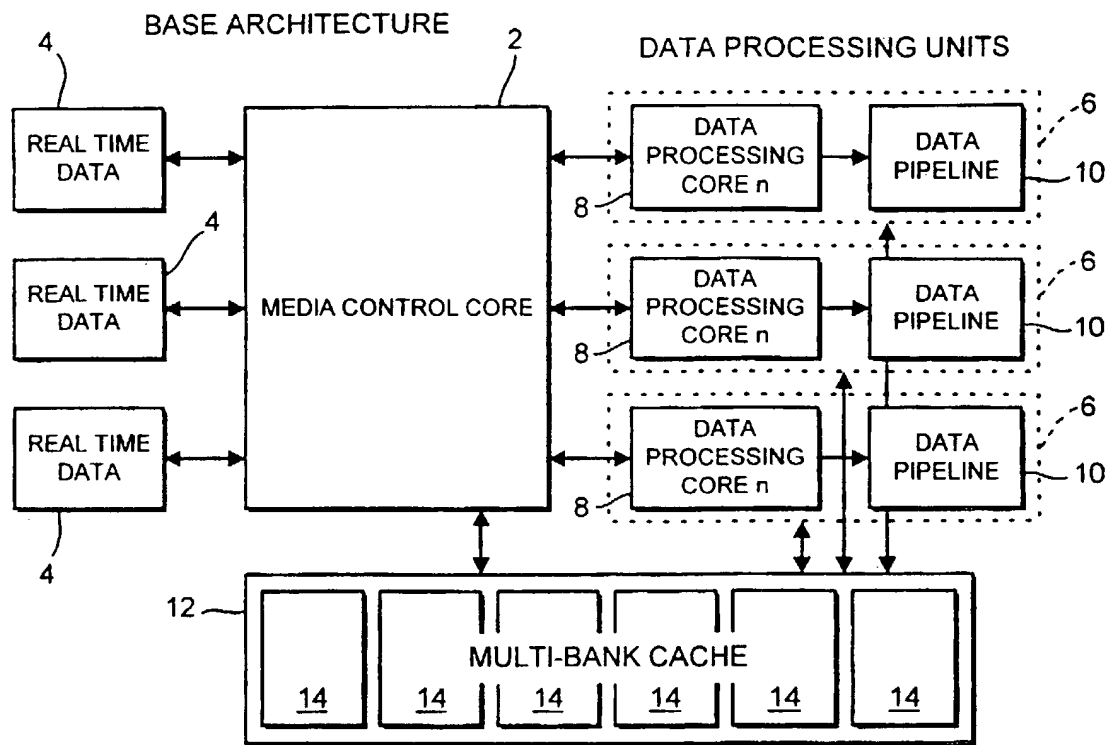 BASE ARCHITECTURE
DATA PROCESSING UNITS
4
2
REAL TIME
DATA
DATA
PROCESSING
CORE n
DATA
PIPELINE
6
8
10
4
REAL TIME
DATA
MEDIA CONTROL CORE
DATA
PROCESSING
CORE n
DATA
PIPELINE
6
8
10
REAL TIME
DATA
4
DATA
PROCESSING
CORE n
DATA
PIPELINE
6
8
10
12
MULTI-BANK CACHE
14 14 14 14 14 14